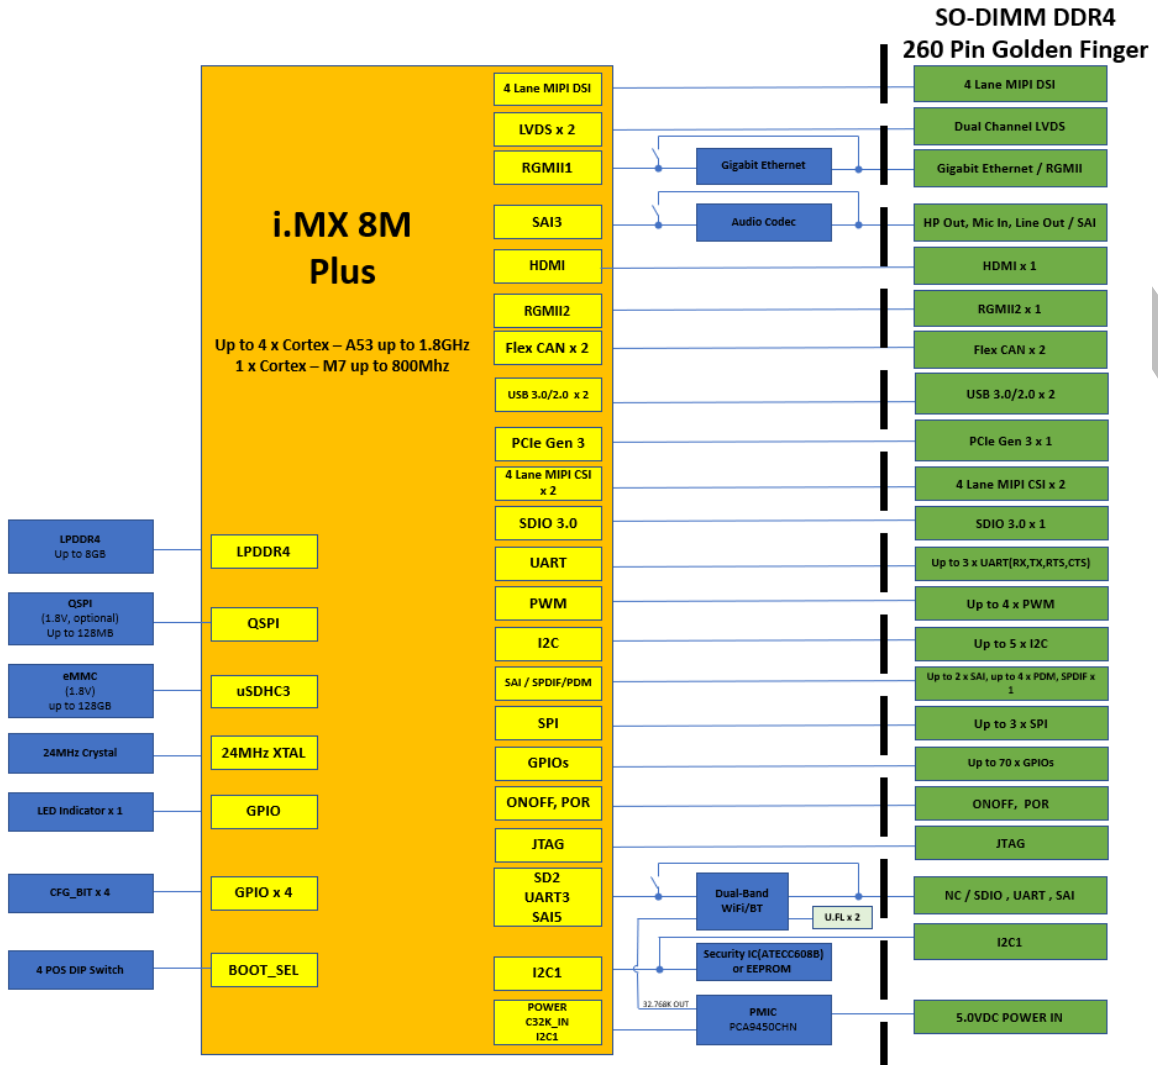 SO-DIMM DDR4
260 Pin Golden Finger
i.MX 8M
Plus
Up to 4 x Cortex – A53 up to 1.8GHz
1 x Cortex – M7 up to 800Mhz
4 Lane MIPI DSI
4 Lane MIPI DSI
LVDS x 2
Dual Channel LVDS
RGMII1
Gigabit Ethernet
Gigabit Ethernet / RGMII
SAI3
Audio Codec
HP Out, Mic In, Line Out / SAI
HDMI
HDMI x 1
RGMII2
RGMII2 x 1
Flex CAN x 2
Flex CAN x 2
USB 3.0/2.0 x 2
USB 3.0/2.0 x 2
PCIe Gen 3
PCIe Gen 3 x 1
4 Lane MIPI CSI
x 2
4 Lane MIPI CSI x 2
SDIO 3.0
SDIO 3.0 x 1
LPDDR4
Up to 8GB
LPDDR4
UART
Up to 3 x UART(RX,TX,RTS,CTS)
QSPI
(1.8V, optional)
Up to 128MB
QSPI
PWM
Up to 4 x PWM
I2C
Up to 5 x I2C
eMMC
(1.8V)
up to 128GB
uSDHC3
SAI / SPDIF/PDM
Up to 2 x SAI, up to 4 x PDM, SPDIF x
1
SPI
Up to 3 x SPI
24MHz Crystal
24MHz XTAL
GPIOs
Up to 70 x GPIOs
LED Indicator x 1
GPIO
ONOFF, POR
ONOFF, POR
JTAG
JTAG
CFG_BIT x 4
GPIO x 4
SD2
UART3
SAI5
Dual-Band
WiFi/BT
U.FL x 2
NC / SDIO , UART , SAI
I2C1
4 POS DIP Switch
BOOT_SEL
I2C1
Security IC(ATECC608B)
or EEPROM
POWER
C32K_IN
I2C1
32.768K OUT
PMIC
PCA9450CHN
5.0VDC POWER IN